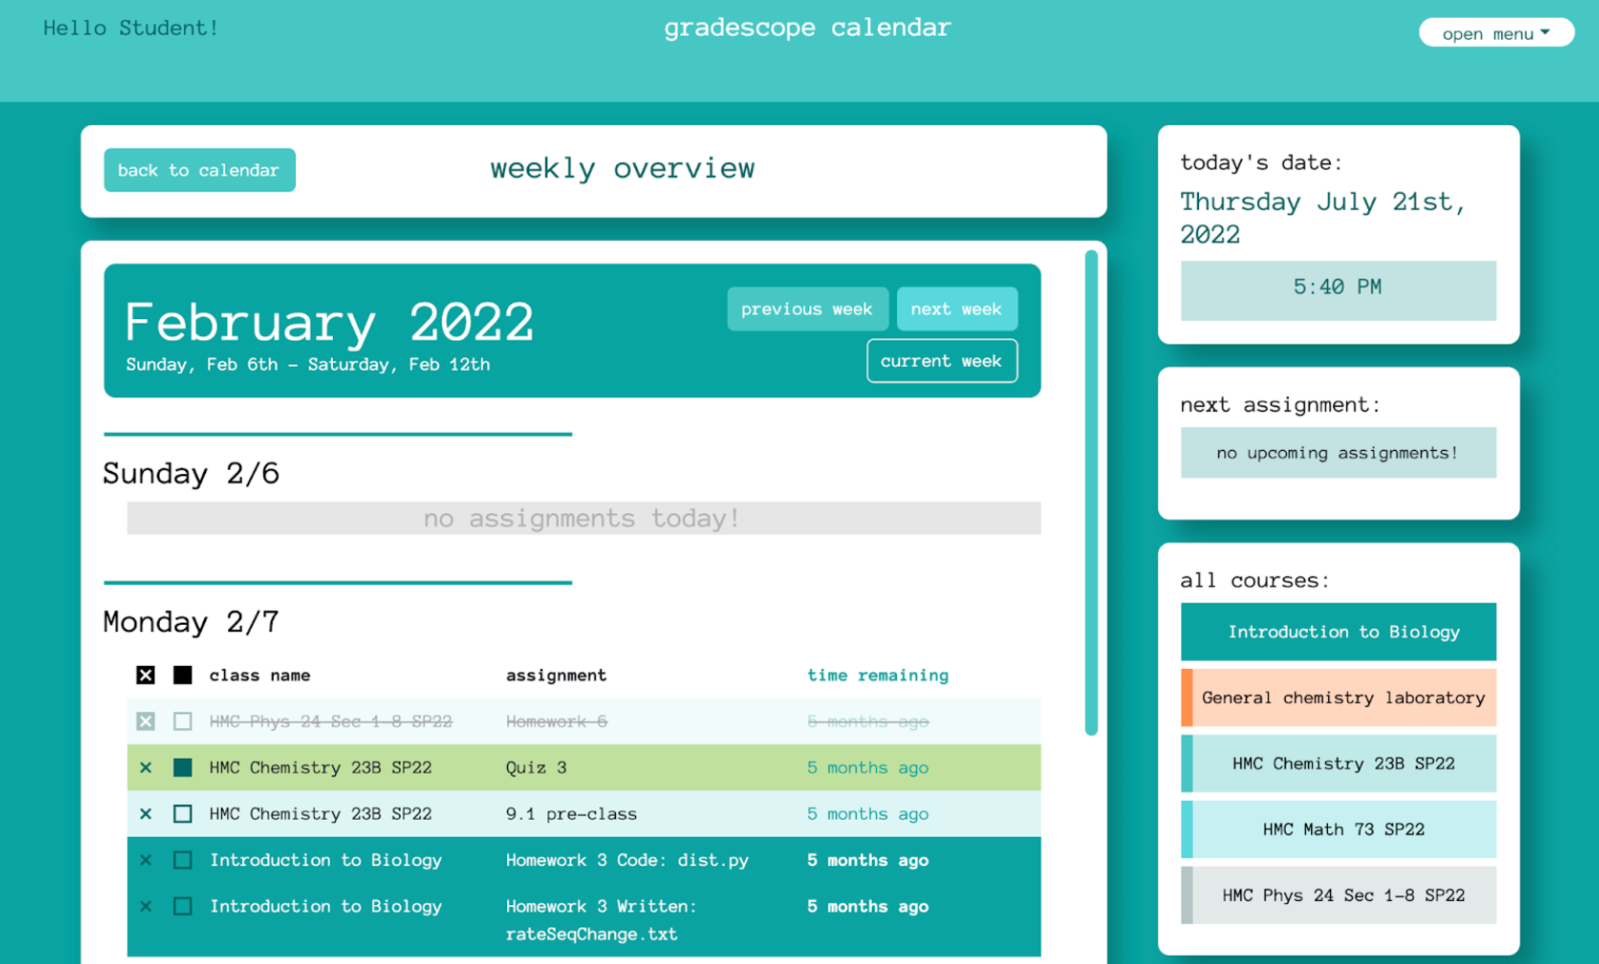 Hello Student!
gradescope calendar
open menu
back to calendar
weekly overview
February 2022
Sunday, Feb 6th - Saturday, Feb 12th
previous week
next week
current week
Sunday 2/6
no assignments today!
Monday 2/7
class name assignment time remaining
HMC Phys 24 Sec 1-8 SP22 Homework 6 5 months ago
HMC Chemistry 23B SP22 Quiz 3 5 months ago
HMC Chemistry 23B SP22 9.1 pre-class 5 months ago
Introduction to Biology Homework 3 Code: dist.py 5 months ago
Introduction to Biology Homework 3 Written: 5 months ago
rateSeqChange.txt
today's date:
Thursday July 21st,
2022
5:40 PM
next assignment:
no upcoming assignments!
all courses:
Introduction to Biology
General chemistry laboratory
HMC Chemistry 23B SP22
HMC Math 73 SP22
HMC Phys 24 Sec 1-8 SP22